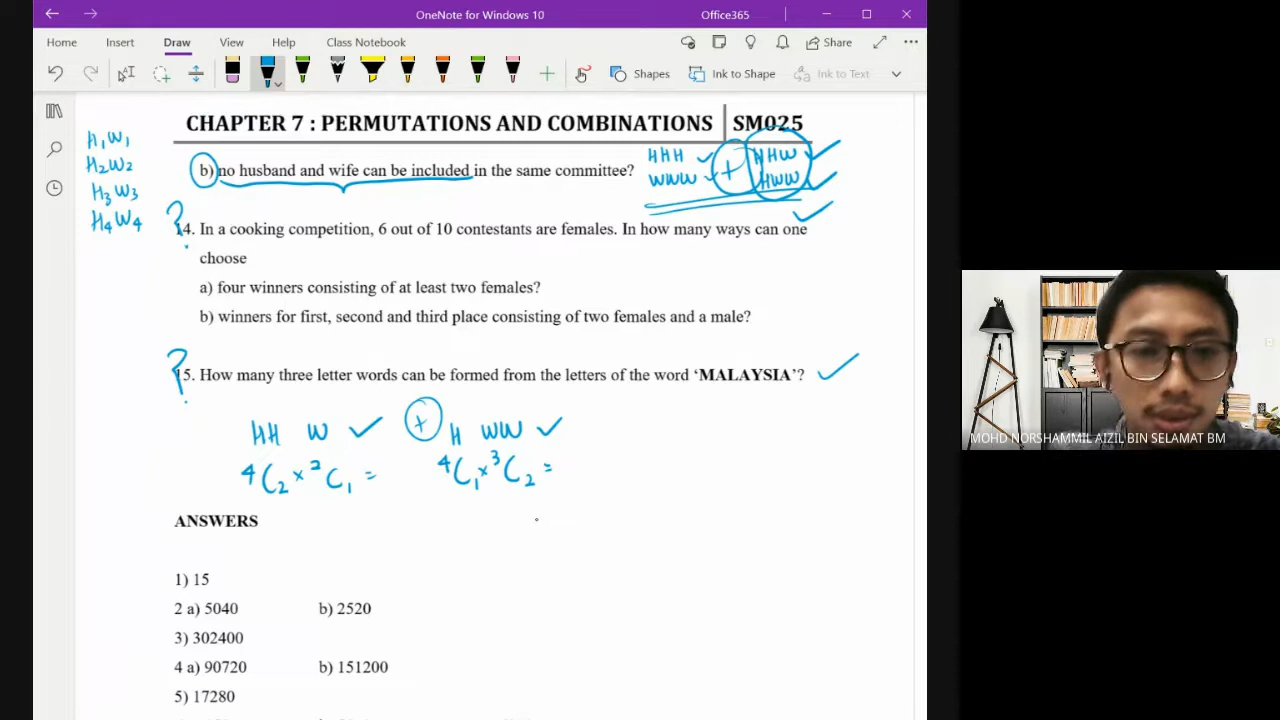 OneNote for Windows 10
Office365
Home Insert Draw View Help Class Notebook
Share
Shapes
Ink to Shape
Ink to Text
CHAPTER 7 : PERMUTATIONS AND COMBINATIONS SM025
H1W1
H2W2
H3W3
H4W4
b) no husband and wife can be included in the same committee?
HHH ✓ + HHW ✓
WWW ✓ HWW ✓
?
14. In a cooking competition, 6 out of 10 contestants are females. In how many ways can one
choose
a) four winners consisting of at least two females?
b) winners for first, second and third place consisting of two females and a male?
?
15. How many three letter words can be formed from the letters of the word ‘MALAYSIA’? ✓
HH W ✓ + H WW ✓
⁴C₂ × ²C₁ = ⁴C₁ × ³C₂ =
ANSWERS
1) 15
2 a) 5040 b) 2520
3) 302400
4 a) 90720 b) 151200
5) 17280
MOHD NORSHAMMIL AIZIL BIN SELAMAT BM